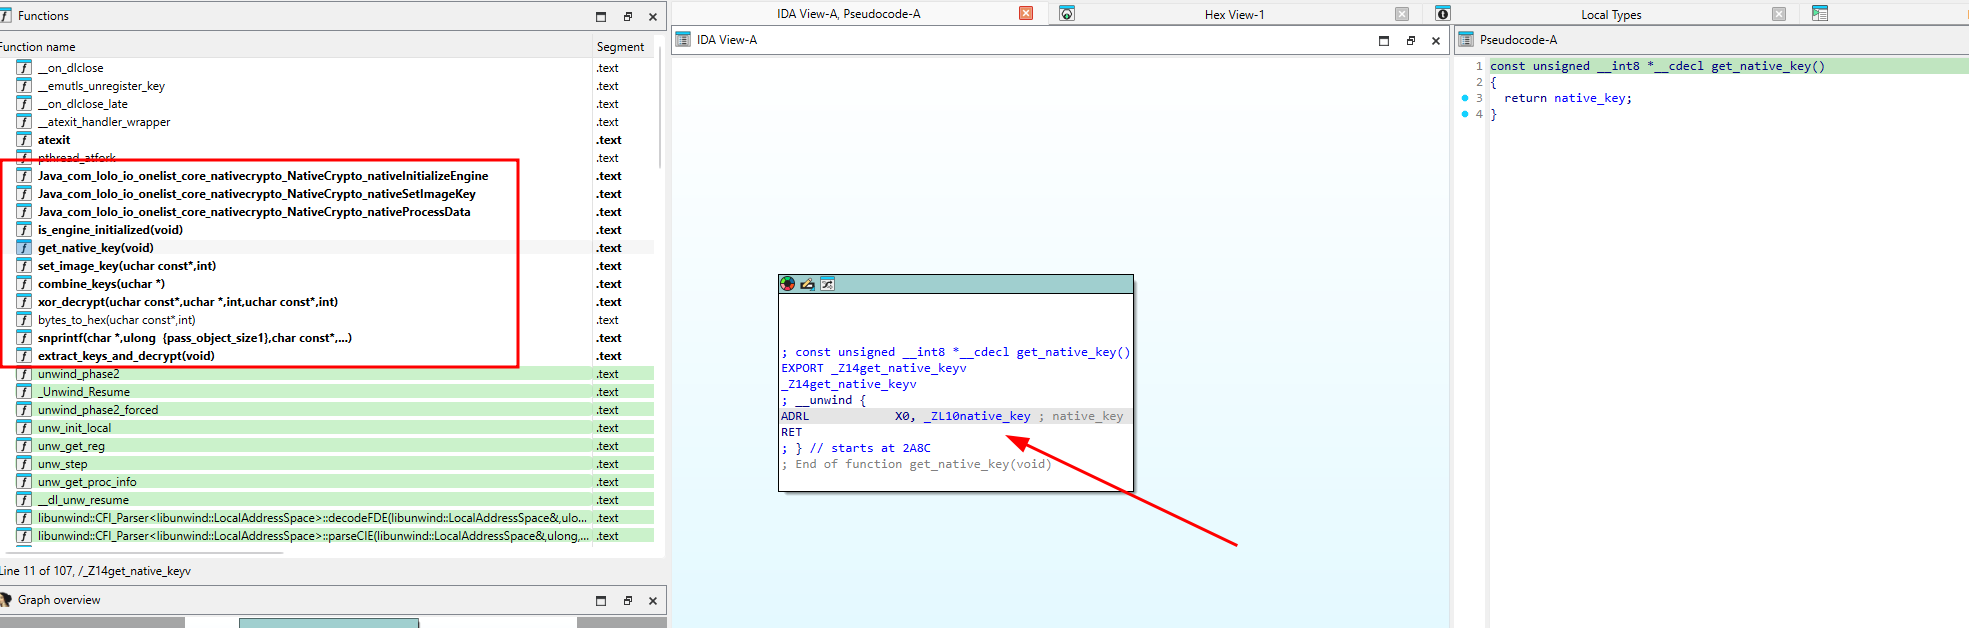 Functions
Function name Segment
__on_dlclose .text
__emutls_unregister_key .text
__on_dlclose_late .text
__atexit_handler_wrapper .text
atexit .text
pthread_atfork .text
Java_com_lolo_io_onelist_core_nativecrypto_NativeCrypto_nativeInitializeEngine .text
Java_com_lolo_io_onelist_core_nativecrypto_NativeCrypto_nativeSetImageKey .text
Java_com_lolo_io_onelist_core_nativecrypto_NativeCrypto_nativeProcessData .text
is_engine_initialized(void) .text
get_native_key(void) .text
set_image_key(uchar const*,int) .text
combine_keys(uchar *) .text
xor_decrypt(uchar const*,uchar *,int,uchar const*,int) .text
bytes_to_hex(uchar const*,int) .text
snprintf(char *,ulong {pass_object_size1},char const*,...) .text
extract_keys_and_decrypt(void) .text
unwind_phase2 .text
_Unwind_Resume .text
unwind_phase2_forced .text
unw_init_local .text
unw_get_reg .text
unw_step .text
unw_get_proc_info .text
__dl_unw_resume .text
libunwind::CFI_Parser<libunwind::LocalAddressSpace>::decodeFDE(libunwind::LocalAddressSpace&,ulo... .text
libunwind::CFI_Parser<libunwind::LocalAddressSpace>::parseCIE(libunwind::LocalAddressSpace&,ulong,... .text
Line 11 of 107, /_Z14get_native_keyv
Graph overview
IDA View-A, Pseudocode-A
Hex View-1
Local Types
IDA View-A
; const unsigned __int8 *__cdecl get_native_key()
EXPORT _Z14get_native_keyv
_Z14get_native_keyv
; __unwind {
ADRL X0, _ZL10native_key ; native_key
RET
; } // starts at 2A8C
; End of function get_native_key(void)
Pseudocode-A
1 const unsigned __int8 *__cdecl get_native_key()
2 {
3 return native_key;
4 }